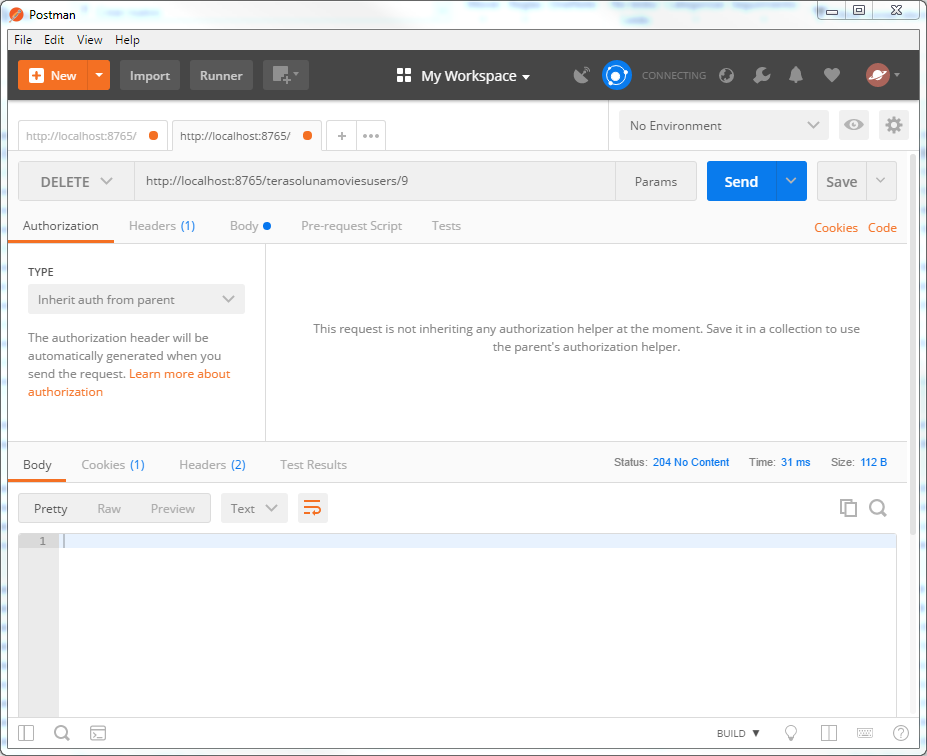 Postman
File Edit View Help
New Import Runner My Workspace CONNECTING
http://localhost:8765/ http://localhost:8765/ + ••• No Environment
DELETE http://localhost:8765/terasolunamoviesusers/9 Params Send Save
Authorization Headers (1) Body Pre-request Script Tests Cookies Code
TYPE
Inherit auth from parent
The authorization header will be
automatically generated when you
send the request. Learn more about
authorization
This request is not inheriting any authorization helper at the moment. Save it in a collection to use
the parent's authorization helper.
Body Cookies (1) Headers (2) Test Results Status: 204 No Content Time: 31 ms Size: 112 B
Pretty Raw Preview Text
1
BUILD